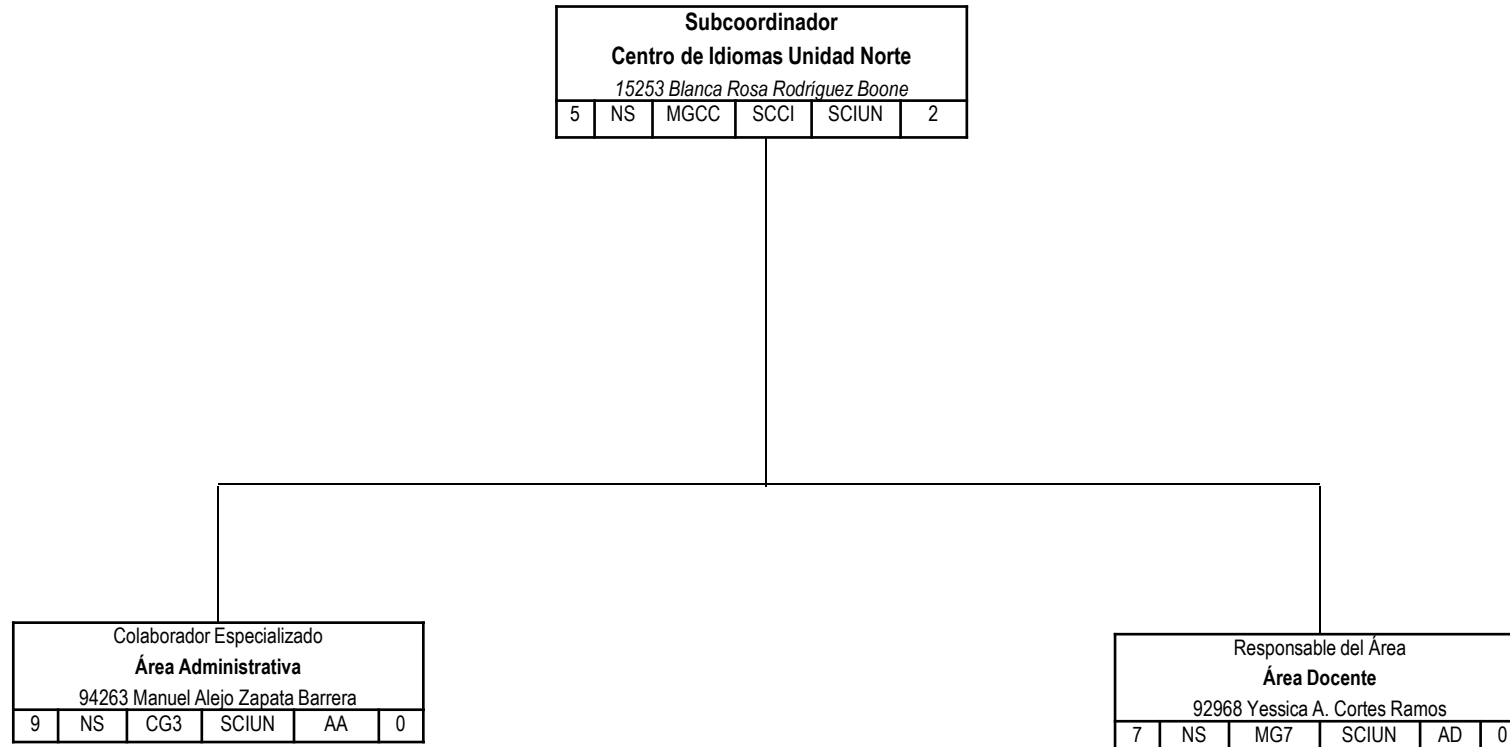 Subcoordinador
Centro de Idiomas Unidad Norte
15253 Blanca Rosa Rodríguez Boone
5 NS MGCC SCCI SCIUN 2
Colaborador Especializado
Área Administrativa
94263 Manuel Alejo Zapata Barrera
9 NS CG3 SCIUN AA 0
Responsable del Área
Área Docente
92968 Yessica A. Cortes Ramos
7 NS MG7 SCIUN AD 0